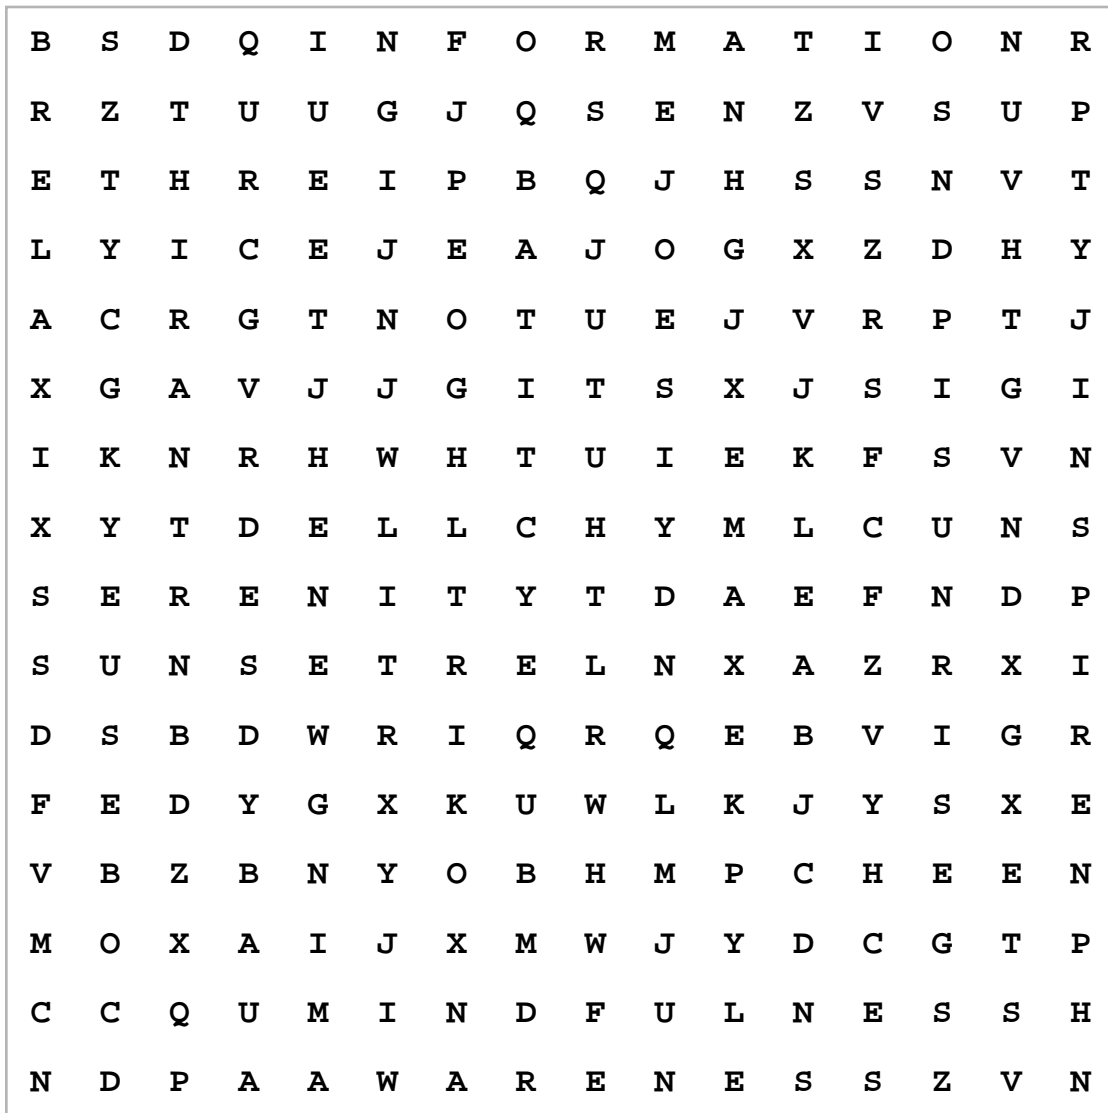 B S D Q I N F O R M A T I O N R
R Z T U U G J Q S E N Z V S U P
E T H R E I P B Q J H S S N V T
L Y I C E J E A J O G X Z D H Y
A C R G T N O T U E J V R P T J
X G A V J J G I T S X J S I G I
I K N R H W H T U I E K F S V N
X Y T D E L L C H Y M L C U N S
S E R E N I T Y T D A E F N D P
S U N S E T R E L N X A Z R X I
D S B D W R I Q R Q E B V I G R
F E D Y G X K U W L K J Y S X E
V B Z B N Y O B H M P C H E E N
M O X A I J X M W J Y D C G T P
C C Q U M I N D F U L N E S S H
N D P A A W A R E N E S S Z V N